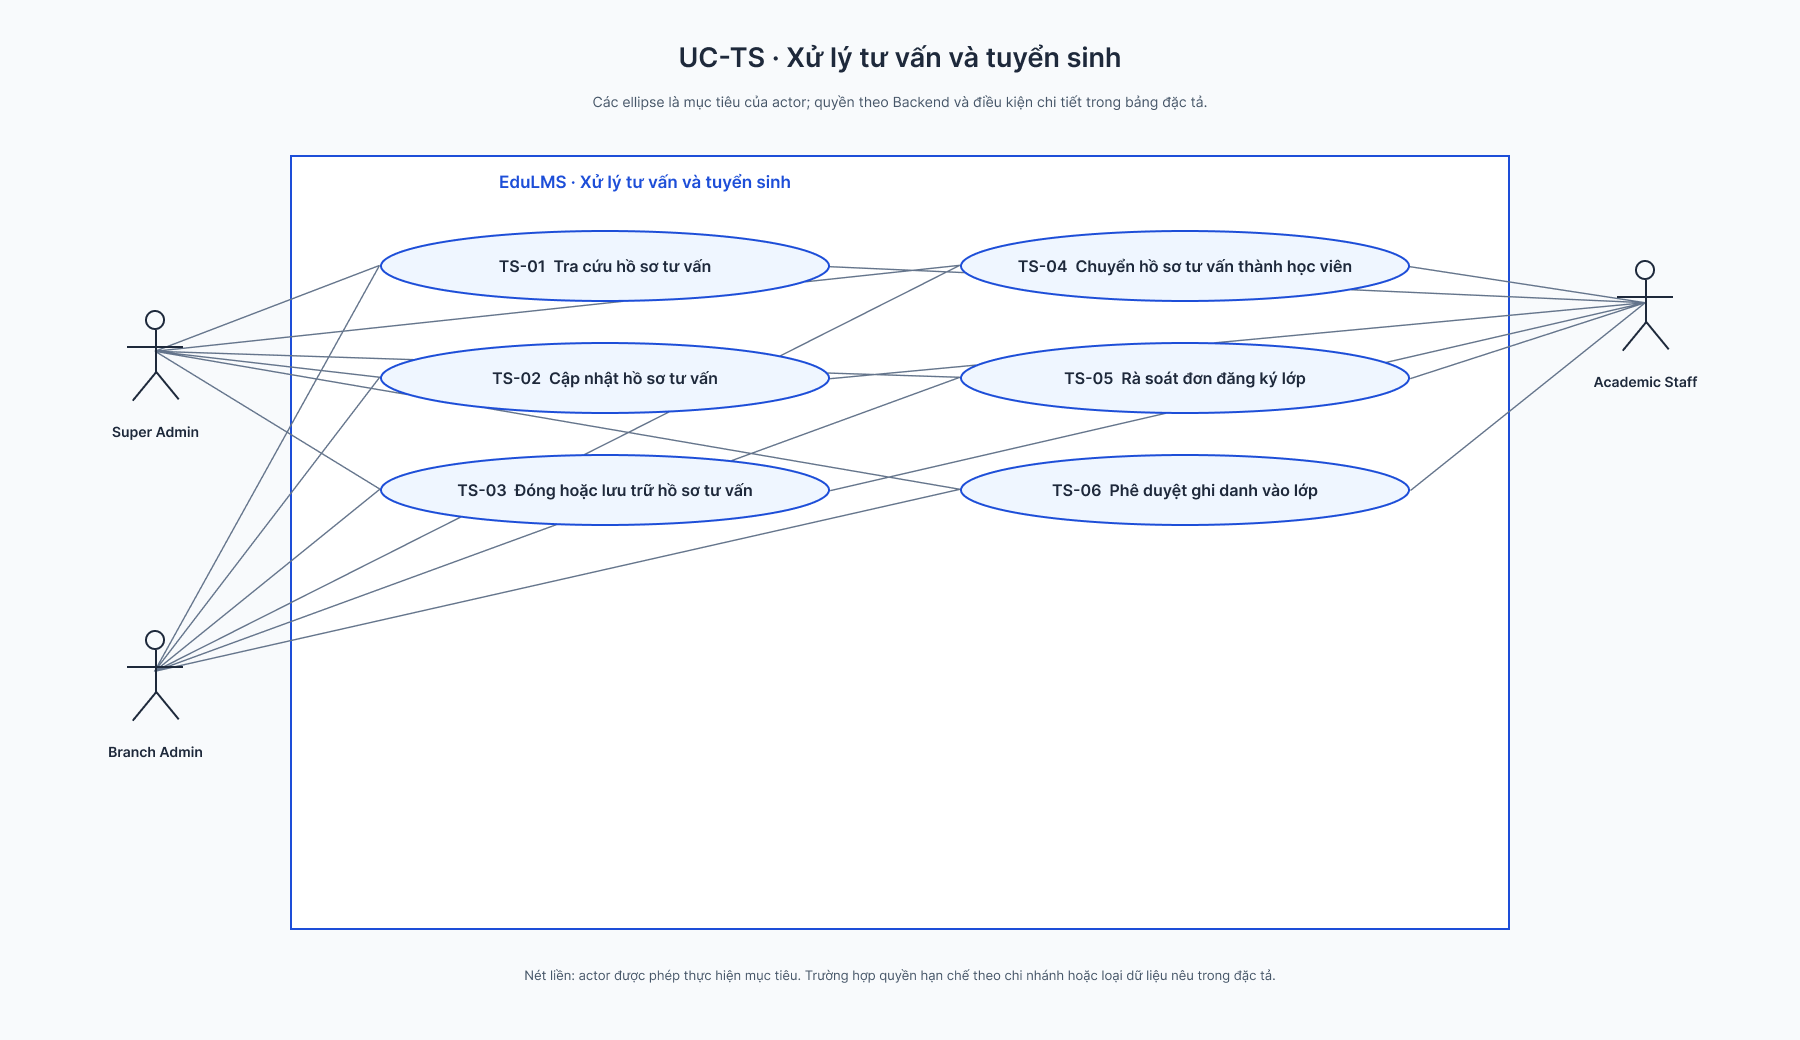 UC-TS · Xử lý tư vấn và tuyển sinh
Các ellipse là mục tiêu của actor; quyền theo Backend và điều kiện chi tiết trong bảng đặc tả.
EduLMS · Xử lý tư vấn và tuyển sinh
TS-01 Tra cứu hồ sơ tư vấn
TS-04 Chuyển hồ sơ tư vấn thành học viên
TS-02 Cập nhật hồ sơ tư vấn
TS-05 Rà soát đơn đăng ký lớp
Academic Staff
Super Admin
TS-03 Đóng hoặc lưu trữ hồ sơ tư vấn
TS-06 Phê duyệt ghi danh vào lớp
Branch Admin
Nét liền: actor được phép thực hiện mục tiêu. Trường hợp quyền hạn chế theo chi nhánh hoặc loại dữ liệu nêu trong đặc tả.